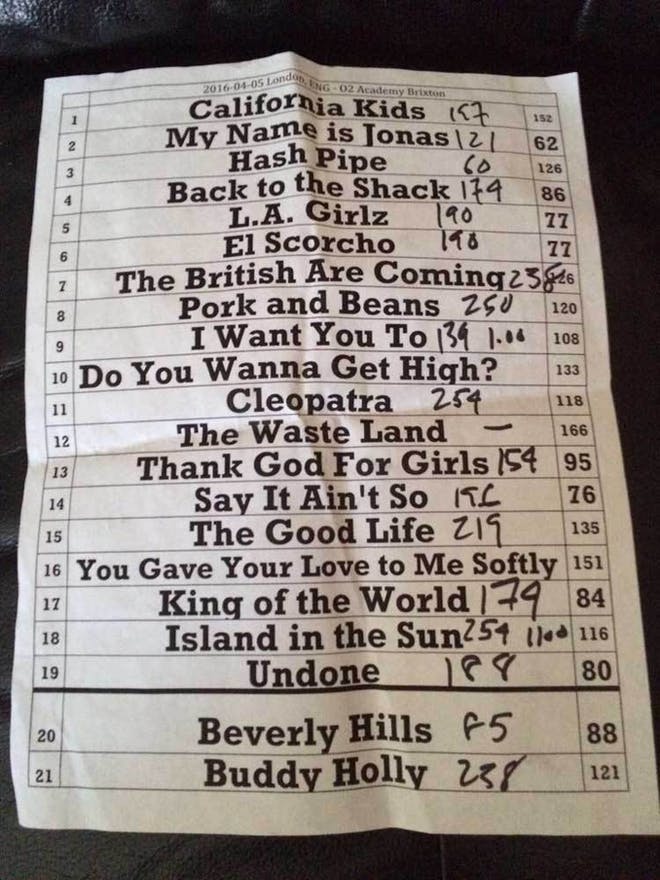 2016-04-05 London, ENG - O2 Academy Brixton
1 California Kids 157 152
2 My Name is Jonas 121 62
3 Hash Pipe 60 126
4 Back to the Shack 174 86
5 L.A. Girlz 190 77
6 El Scorcho 190 77
7 The British Are Coming 238
8 Pork and Beans 250 120
9 I Want You To 139 1.00 108
10 Do You Wanna Get High? 133
11 Cleopatra 254 118
12 The Waste Land — 166
13 Thank God For Girls 154 95
14 Say It Ain't So 76
15 The Good Life 219 135
16 You Gave Your Love to Me Softly 151
17 King of the World 179 84
18 Island in the Sun 254 116
19 Undone 188 80
20 Beverly Hills 85 88
21 Buddy Holly 238 121